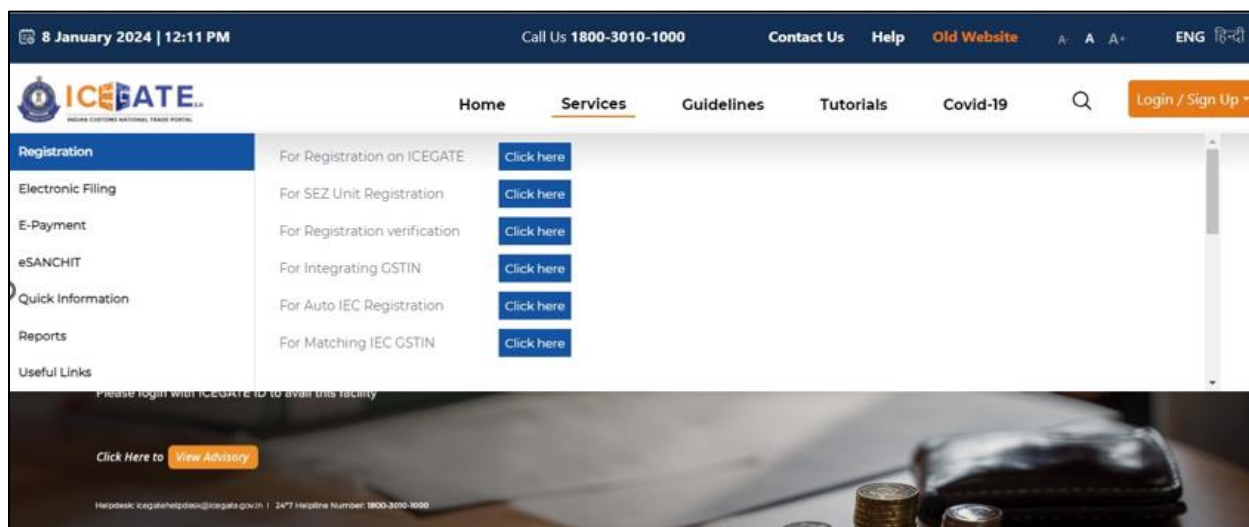 8 January 2024 | 12:11 PM Call Us 1800-3010-1000 Contact Us Help Old Website A- A A+ ENG हिन्दी
ICEGATE
INDIAN CUSTOMS NATIONAL TRADE PORTAL
Home Services Guidelines Tutorials Covid-19 Login / Sign Up
Registration
Electronic Filing
E-Payment
eSANCHIT
Quick Information
Reports
Useful Links
For Registration on ICEGATE Click here
For SEZ Unit Registration Click here
For Registration verification Click here
For Integrating GSTIN Click here
For Auto IEC Registration Click here
For Matching IEC GSTIN Click here
Please login with ICEGATE ID to avail this facility
Click Here to View Advisory
Helpdesk: icegatehelpdesk@icegate.gov.in | 24*7 Helpline Number: 1800-3010-1000